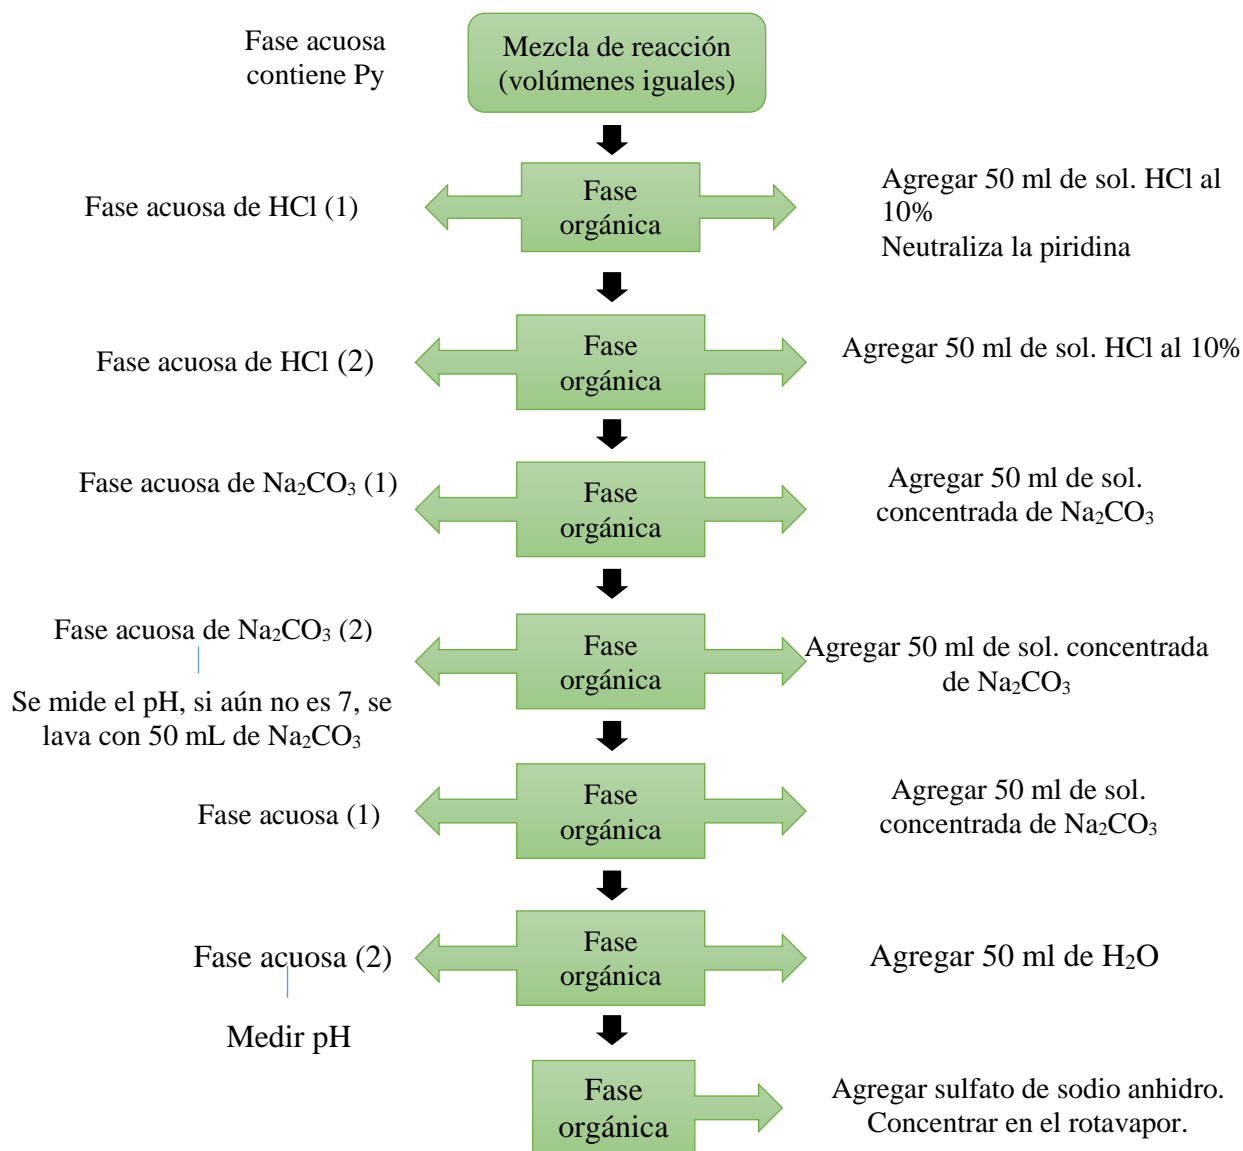 Fase acuosa
contiene Py
Mezcla de reacción
(volúmenes iguales)
Fase acuosa de HCl (1)
Fase
orgánica
Agregar 50 ml de sol. HCl al
10%
Neutraliza la piridina
Fase acuosa de HCl (2)
Fase
orgánica
Agregar 50 ml de sol. HCl al 10%
Fase acuosa de Na₂CO₃ (1)
Fase
orgánica
Agregar 50 ml de sol.
concentrada de Na₂CO₃
Fase acuosa de Na₂CO₃ (2)
Se mide el pH, si aún no es 7, se
lava con 50 mL de Na₂CO₃
Fase
orgánica
Agregar 50 ml de sol. concentrada
de Na₂CO₃
Fase acuosa (1)
Fase
orgánica
Agregar 50 ml de sol.
concentrada de Na₂CO₃
Fase acuosa (2)
Medir pH
Fase
orgánica
Agregar 50 ml de H₂O
Fase
orgánica
Agregar sulfato de sodio anhidro.
Concentrar en el rotavapor.